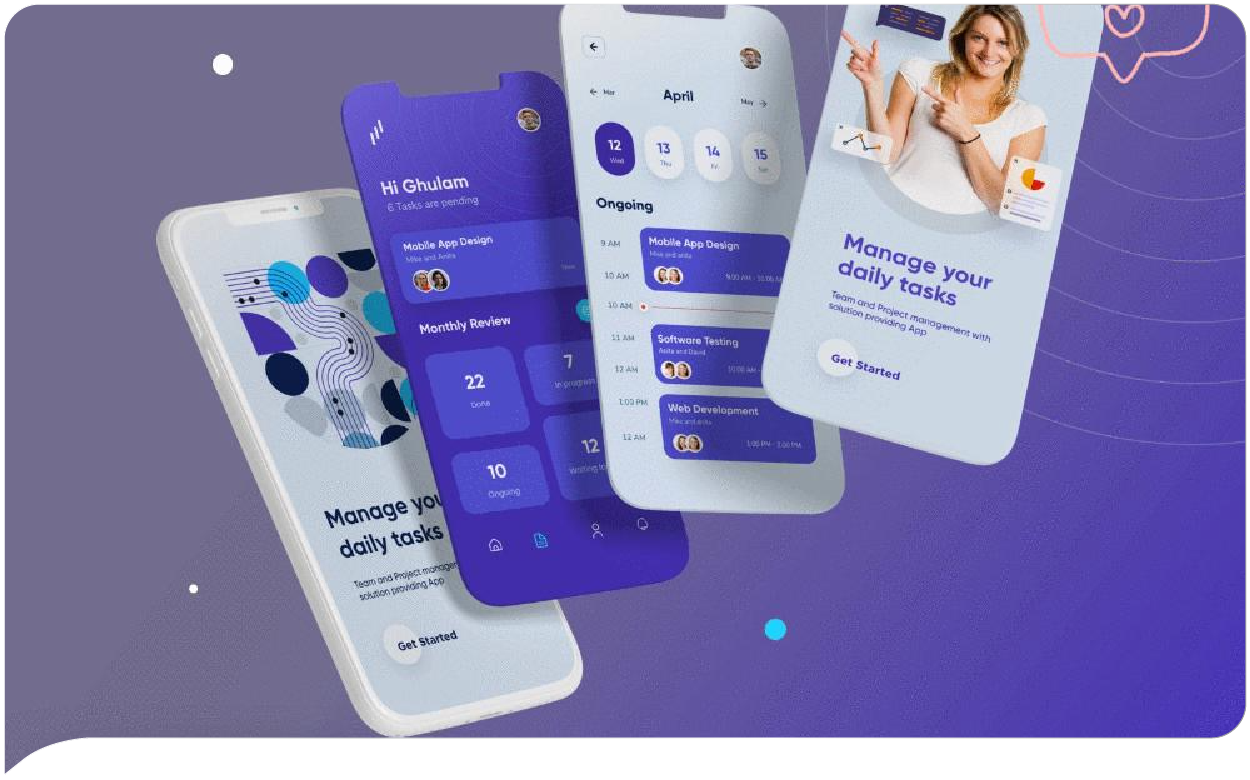 Manage you
daily tasks
Team and Project manager
solution providing App
Get Started
Hi Ghulam
6 Tasks are pending
Mobile App Design
Mike and Anita
Monthly Review
22
Done
7
In progress
10
Ongoing
12
Waiting
Mar
April
May
12
Wed
13
Thu
14
Fri
15
Sat
Ongoing
9 AM
Mobile App Design
Mike and Anita
10 AM
9:00 AM - 10:00 AM
10 AM
11 AM
Software Testing
Anita and David
12 AM
10:00 AM -
1:00 PM
Web Development
Mike and Anita
12 AM
1:00 PM - 3:00 PM
Manage your
daily tasks
Team and Project management with
solution providing App
Get Started